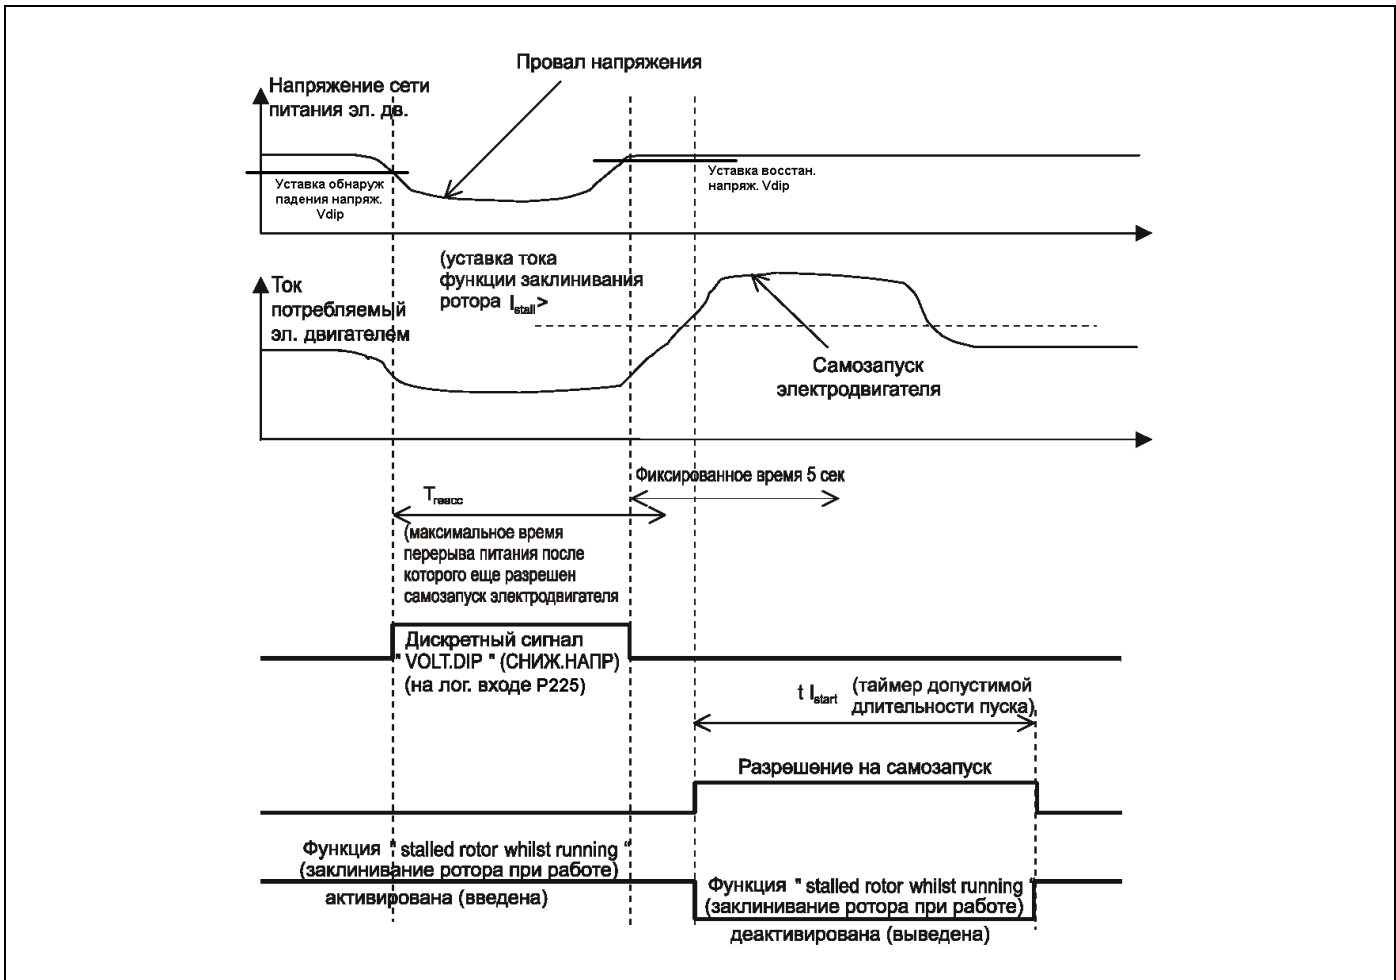 Провал напряжения
Напряжение сети
питания эл. дв.
Уставка обнаруж
падения напряж.
Vdip
Уставка восстан.
напряж. Vdip
(уставка тока
функции заклинивания
ротора Istall>
Ток
потребляемый
эл. двигателем
Самозапуск
электродвигателя
Фиксированное время 5 сек
Treacc
(максимальное время
перерыва питания после
которого еще разрешен
самозапуск электродвигателя
Дискретный сигнал
" VOLT.DIP " (СНИЖ.НАПР)
(на лог. входе P225)
t Istart (таймер допустимой
длительности пуска)
Разрешение на самозапуск
Функция " stalled rotor whilst running "
(заклинивание ротора при работе)
активирована (введена)
Функция " stalled rotor whilst running "
(заклинивание ротора при работе)
деактивирована (выведена)